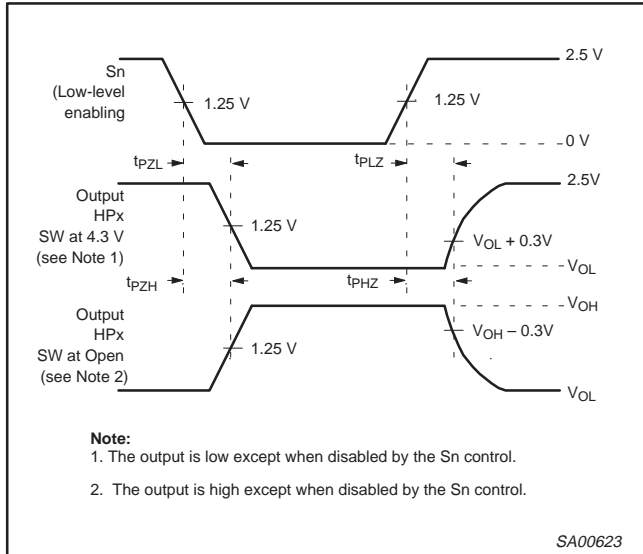 Sn
(Low-level
enabling
1.25 V
1.25 V
2.5 V
0 V
tPZL
tPLZ
Output
HPx
SW at 4.3 V
(see Note 1)
1.25 V
2.5V
VOL + 0.3V
VOL
tPZH
tPHZ
Output
HPx
SW at Open
(see Note 2)
1.25 V
VOH
VOH – 0.3V
VOL
Note:
1. The output is low except when disabled by the Sn control.
2. The output is high except when disabled by the Sn control.
SA00623